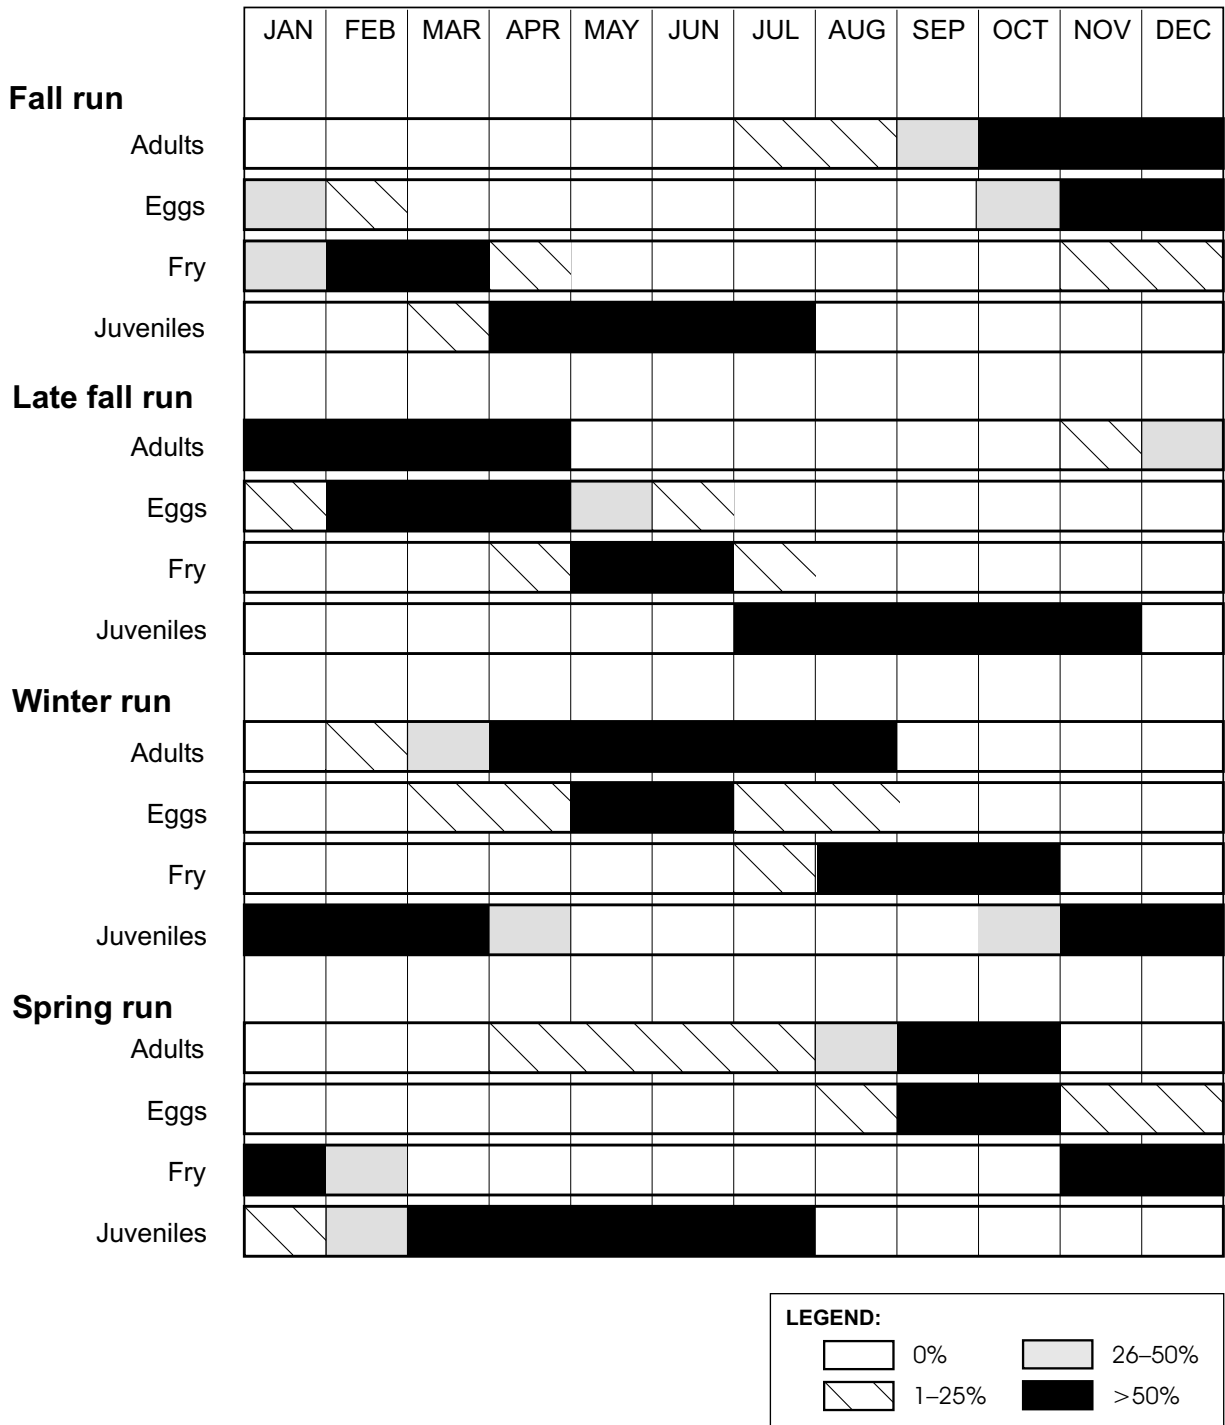 JAN FEB MAR APR MAY JUN JUL AUG SEP OCT NOV DEC
Fall run
Adults
Eggs
Fry
Juveniles
Late fall run
Adults
Eggs
Fry
Juveniles
Winter run
Adults
Eggs
Fry
Juveniles
Spring run
Adults
Eggs
Fry
Juveniles
LEGEND:
0% 26–50%
1–25% >50%